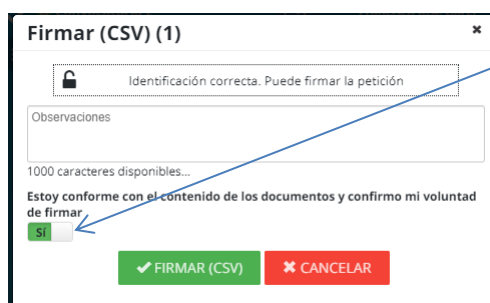 Firmar (CSV) (1)
Identificación correcta. Puede firmar la petición
Observaciones
1000 caracteres disponibles...
Estoy conforme con el contenido de los documentos y confirmo mi voluntad
de firmar
SÍ
FIRMAR (CSV)
CANCELAR